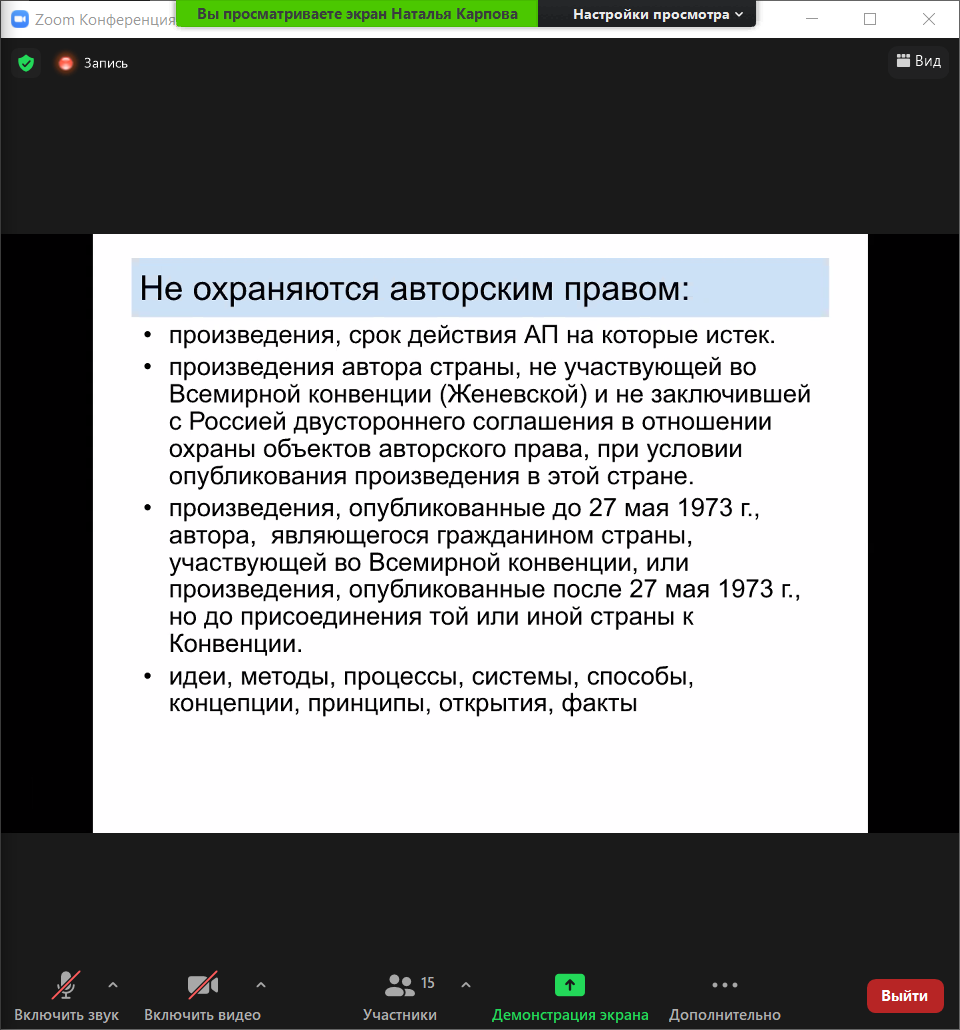 Zoom Конференция
Вы просматриваете экран Наталья Карпова
Настройки просмотра
Запись
Вид
Не охраняются авторским правом:
• произведения, срок действия АП на которые истек.
• произведения автора страны, не участвующей во
Всемирной конвенции (Женевской) и не заключившей
с Россией двустороннего соглашения в отношении
охраны объектов авторского права, при условии
опубликования произведения в этой стране.
• произведения, опубликованные до 27 мая 1973 г.,
автора,  являющегося гражданином страны,
участвующей во Всемирной конвенции, или
произведения, опубликованные после 27 мая 1973 г.,
но до присоединения той или иной страны к
Конвенции.
• идеи, методы, процессы, системы, способы,
концепции, принципы, открытия, факты
15
Включить звук
Включить видео
Участники
Демонстрация экрана
Дополнительно
Выйти